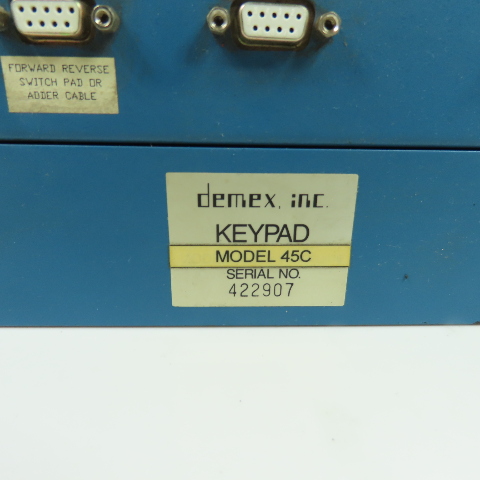 FORWARD REVERSE
SWITCH PAD OR
ADDER CABLE
demex, inc.
KEYPAD
MODEL 45C
SERIAL NO.
422907